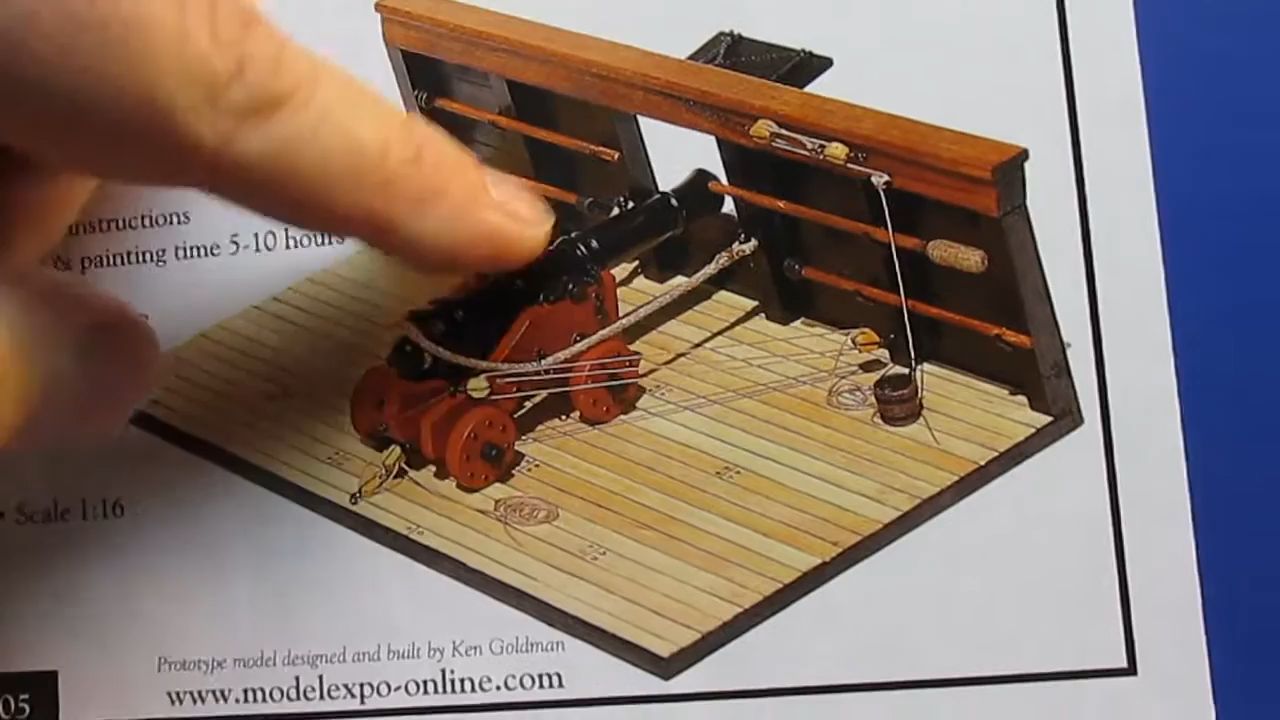 instructions
& painting time 5-10 hours
• Scale 1:16
Prototype model designed and built by Ken Goldman
www.modelexpo-online.com
05